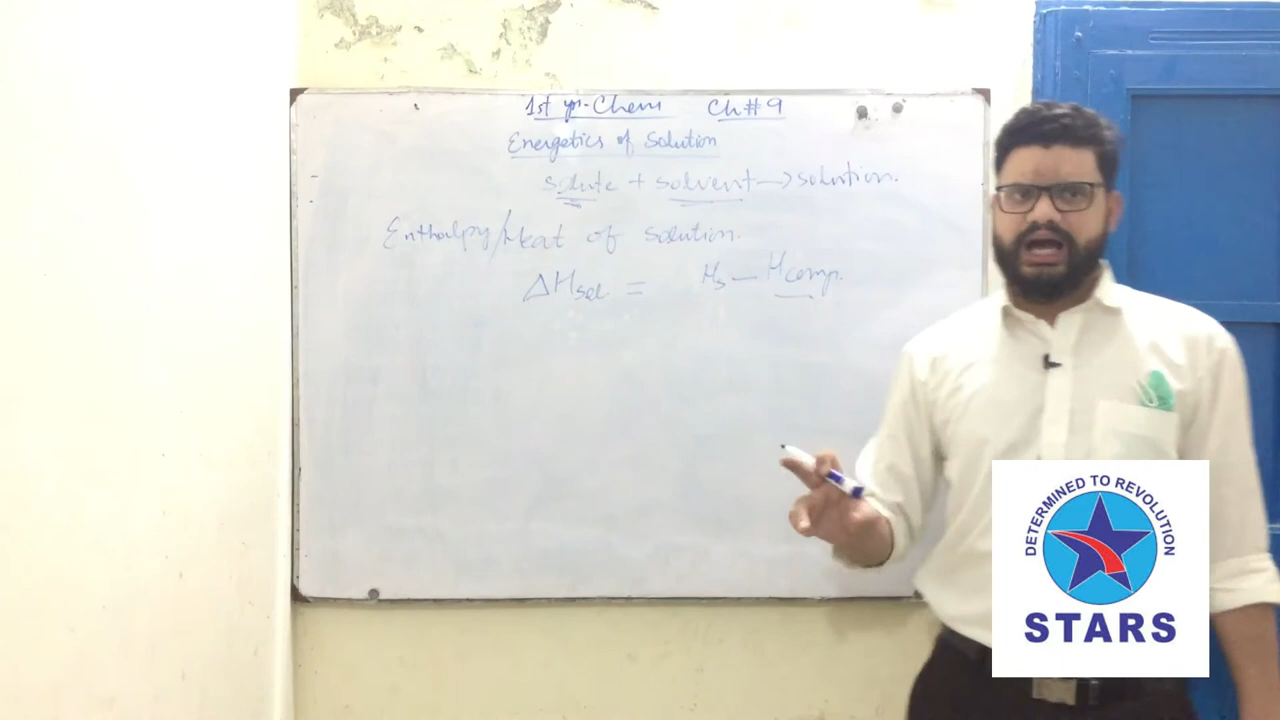 1st yr-Chem Ch#9
Energetics of Solution
solute + solvent → solution.
Enthalpy/Heat of solution.
ΔHsol = Hs — Hcomp.
DETERMINED TO REVOLUTION
STARS